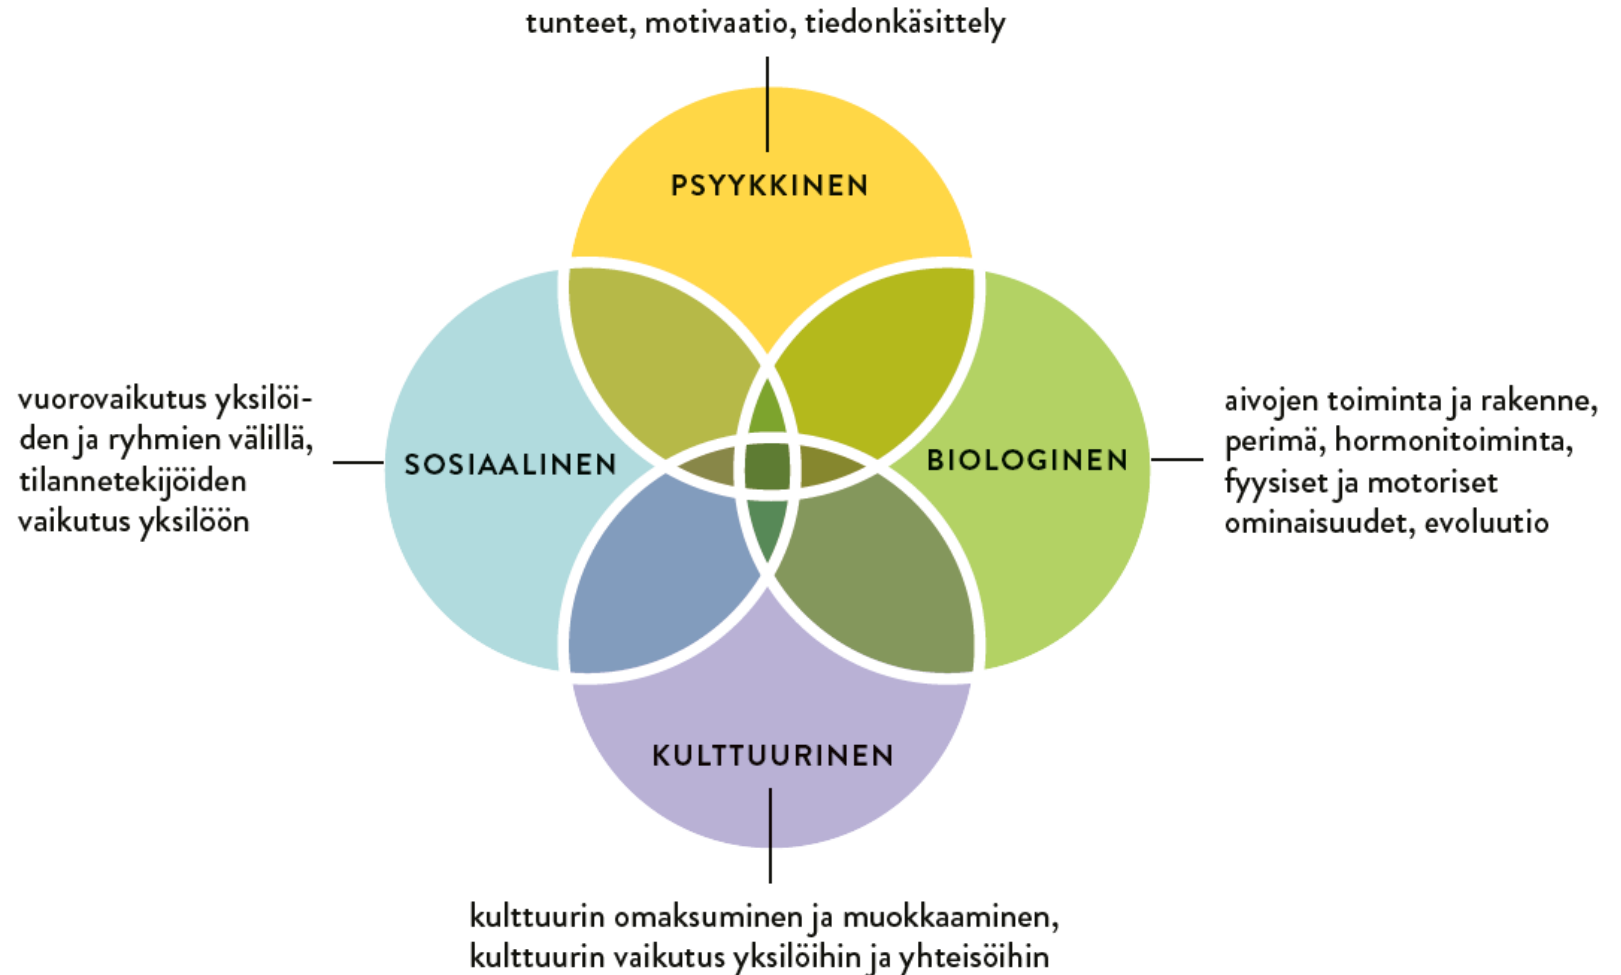 tunteet, motivaatio, tiedonkäsittely
PSYYKKINEN
vuorovaikutus yksilöi-
den ja ryhmien välillä,
tilannetekijöiden
vaikutus yksilöön
SOSIAALINEN
BIOLOGINEN
aivojen toiminta ja rakenne,
perimä, hormonitoiminta,
fyysiset ja motoriset
ominaisuudet, evoluutio
KULTTUURINEN
kulttuurin omaksuminen ja muokkaaminen,
kulttuurin vaikutus yksilöihin ja yhteisöihin